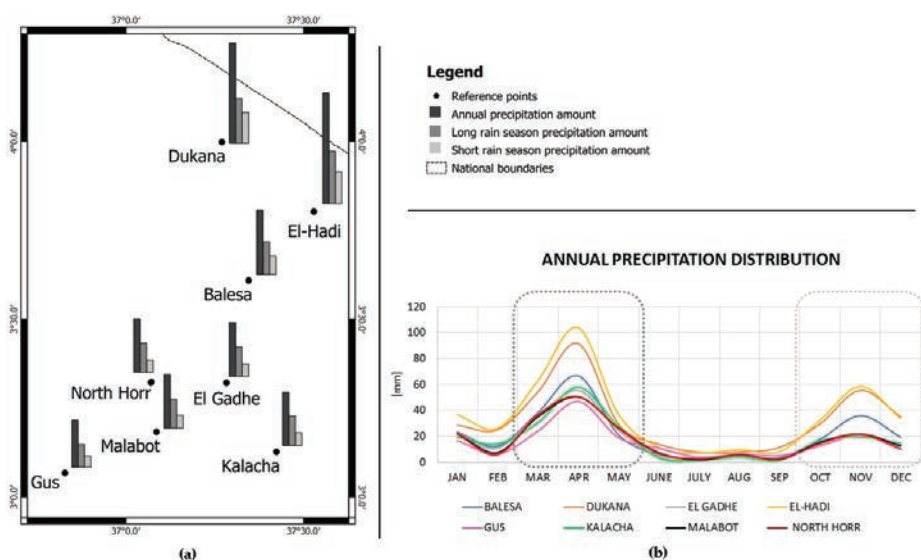 37°0.0'
37°30.0'
4°0.0'
4°0.0'
3°30.0'
3°30.0'
3°0.0'
3°0.0'
37°0.0'
37°30.0'
Dukana
El-Hadi
Balesa
North Horr
El Gadhe
Malabot
Kalacha
Gus
(a)
Legend
Reference points
Annual precipitation amount
Long rain season precipitation amount
Short rain season precipitation amount
National boundaries
ANNUAL PRECIPITATION DISTRIBUTION
120
100
80
60
40
20
0
[mm]
JAN FEB MAR APR MAY JUNE JULY AUG SEP OCT NOV DEC
BALESA DUKANA EL GADHE EL-HADI
GUS KALACHA MALABOT NORTH HORR
(b)